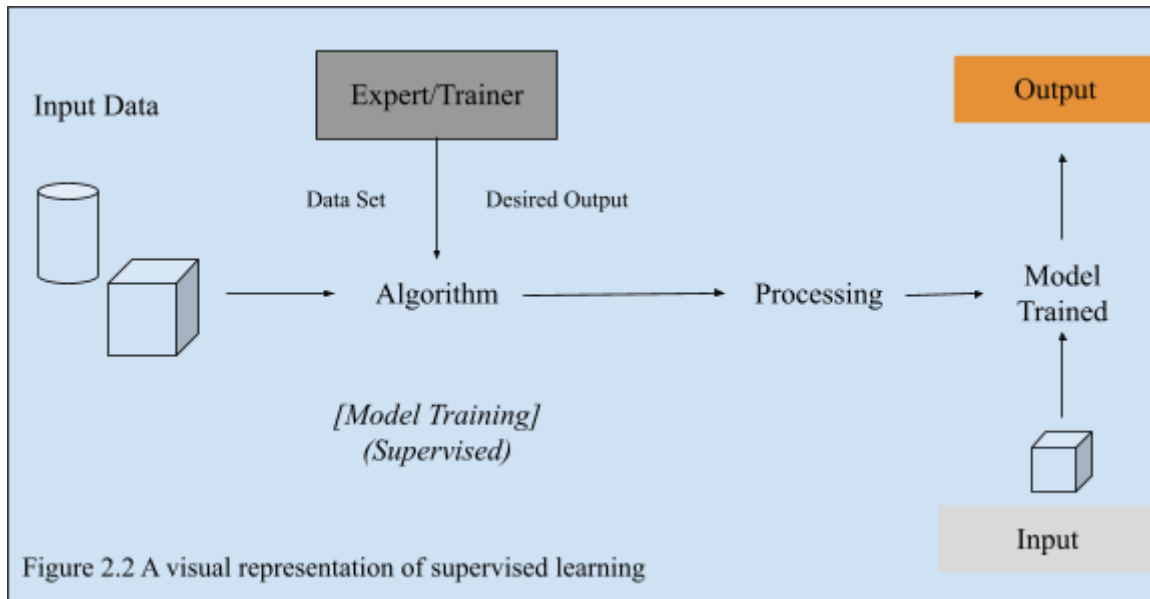 Input Data
Expert/Trainer
Output
Data Set
Desired Output
Algorithm
Processing
Model
Trained
[Model Training]
(Supervised)
Input
Figure 2.2 A visual representation of supervised learning